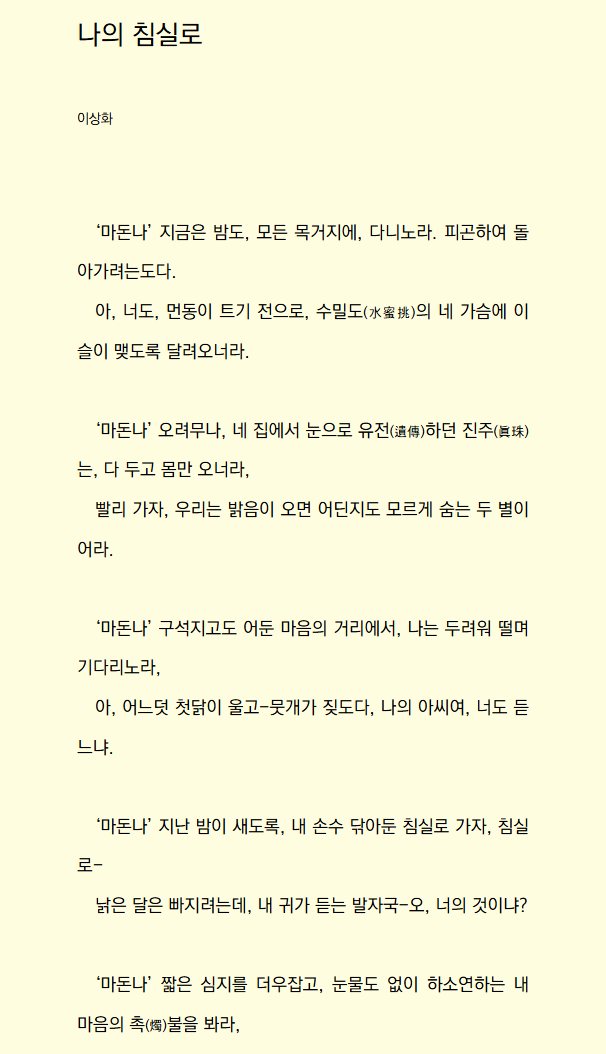 나의 침실로
이상화
‘마돈나’ 지금은 밤도, 모든 목거지에, 다니노라. 피곤하여 돌
아가려는도다.
아, 너도, 먼동이 트기 전으로, 수밀도(水蜜挑)의 네 가슴에 이
슬이 맺도록 달려오너라.
‘마돈나’ 오려무나, 네 집에서 눈으로 유전(遺傳)하던 진주(眞珠)
는, 다 두고 몸만 오너라,
빨리 가자, 우리는 밝음이 오면 어딘지도 모르게 숨는 두 별이
어라.
‘마돈나’ 구석지고도 어둔 마음의 거리에서, 나는 두려워 떨며
기다리노라,
아, 어느덧 첫닭이 울고-뭇개가 짖도다, 나의 아씨여, 너도 듣
느냐.
‘마돈나’ 지난 밤이 새도록, 내 손수 닦아둔 침실로 가자, 침실
로-
낡은 달은 빠지려는데, 내 귀가 듣는 발자국-오, 너의 것이냐?
‘마돈나’ 짧은 심지를 더우잡고, 눈물도 없이 하소연하는 내
마음의 촉(燭)불을 봐라,